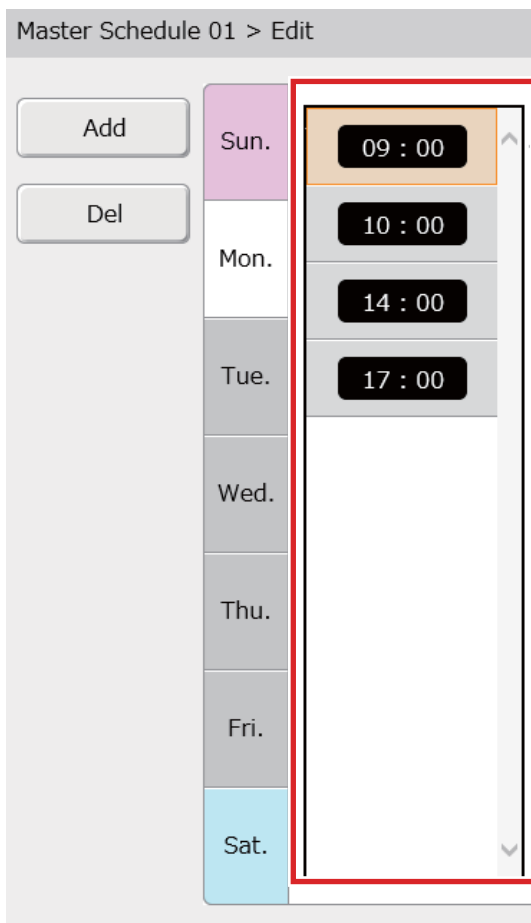 Master Schedule 01 > Edit
Add
Del
Sun.
Mon.
Tue.
Wed.
Thu.
Fri.
Sat.
09 : 00
10 : 00
14 : 00
17 : 00